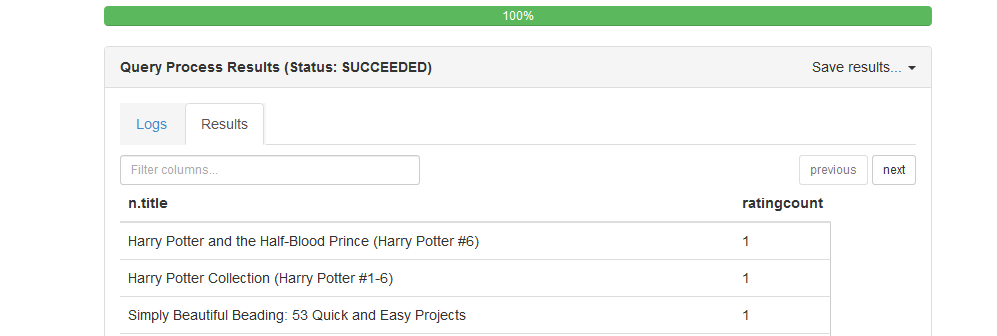 100%
Query Process Results (Status: SUCCEEDED)
Save results...
Logs
Results
Filter columns...
previous
next
n.title
ratingcount
Harry Potter and the Half-Blood Prince (Harry Potter #6)
1
Harry Potter Collection (Harry Potter #1-6)
1
Simply Beautiful Beading: 53 Quick and Easy Projects
1